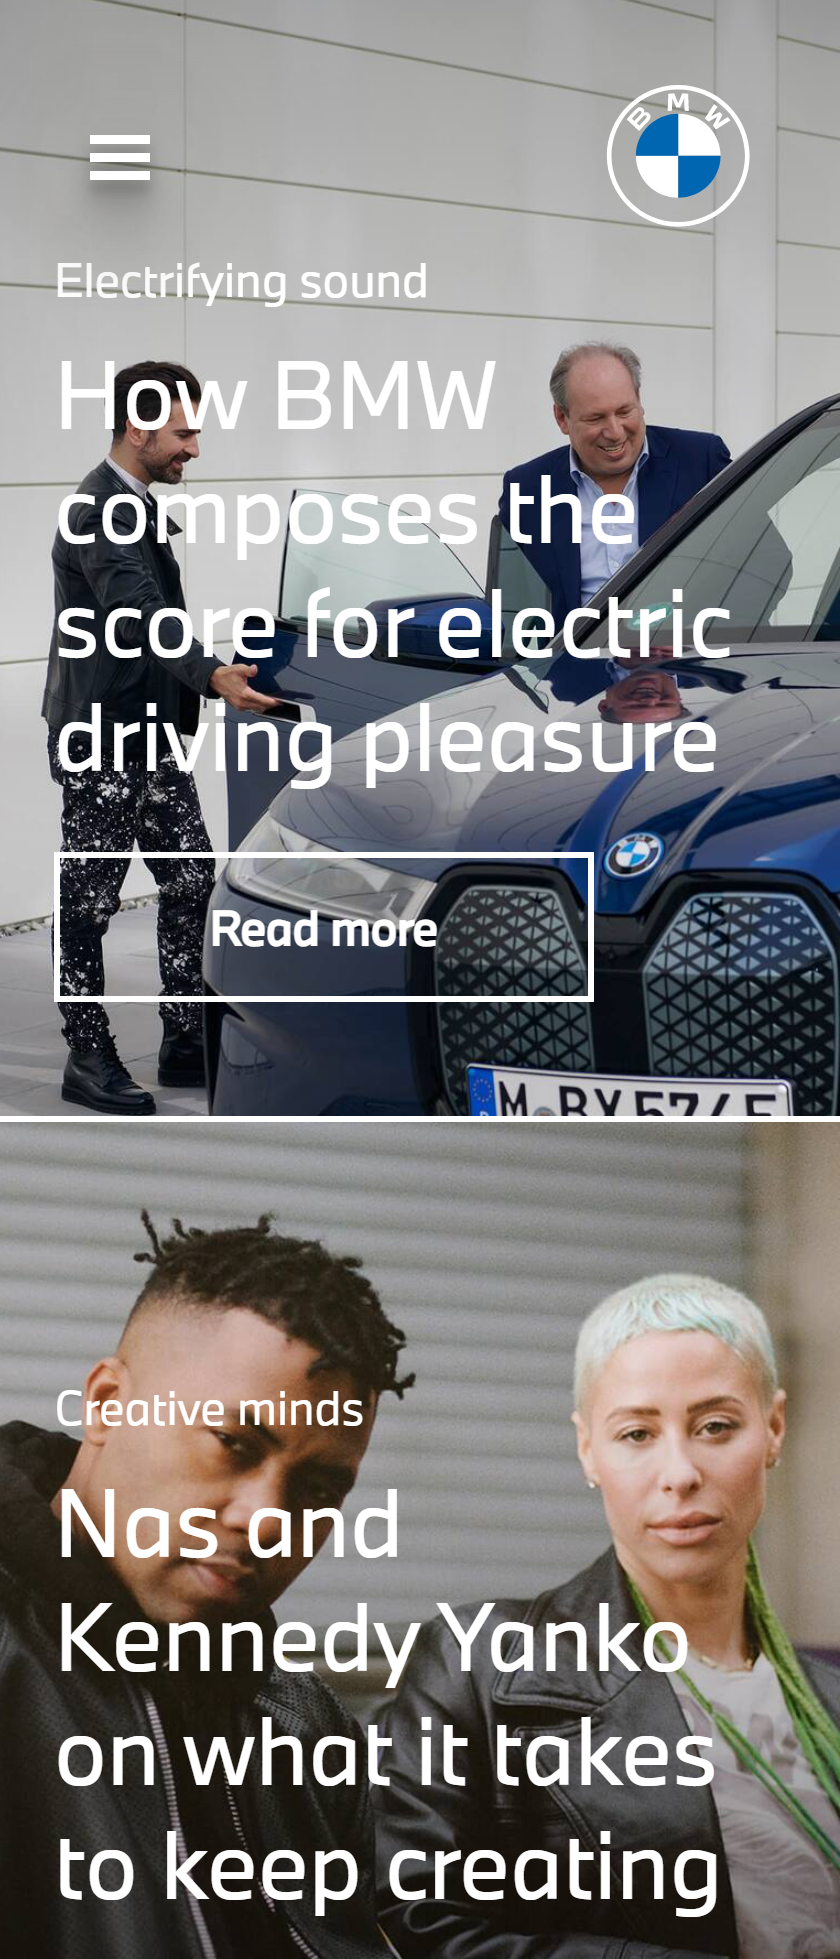 BMW
Electrifying sound
How BMW
composes the
score for electric
driving pleasure
Read more
Creative minds
Nas and
Kennedy Yanko
on what it takes
to keep creating